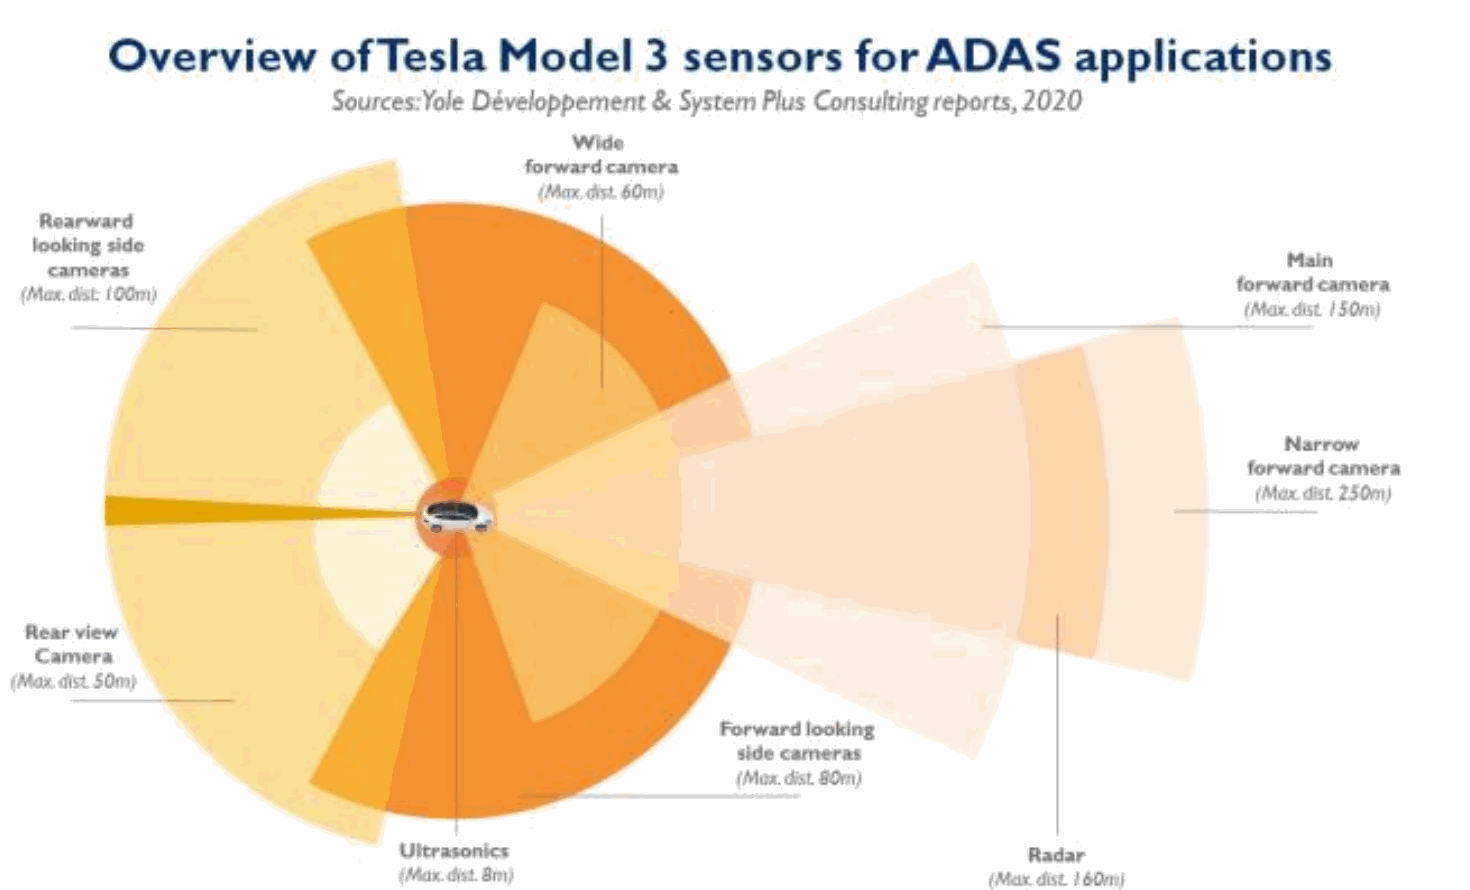 Overview of Tesla Model 3 sensors for ADAS applications
Sources: Yole Développement & System Plus Consulting reports, 2020
Wide
forward camera
(Max. dist. 60m)
Rearward
looking side
cameras
(Max. dist: 100m)
Main
forward camera
(Max. dist. 150m)
Narrow
forward camera
(Max. dist. 250m)
Rear view
Camera
(Max. dist. 50m)
Forward looking
side cameras
(Max. dist. 80m)
Ultrasonics
(Max. dist. 8m)
Radar
(Max. dist. 160m)